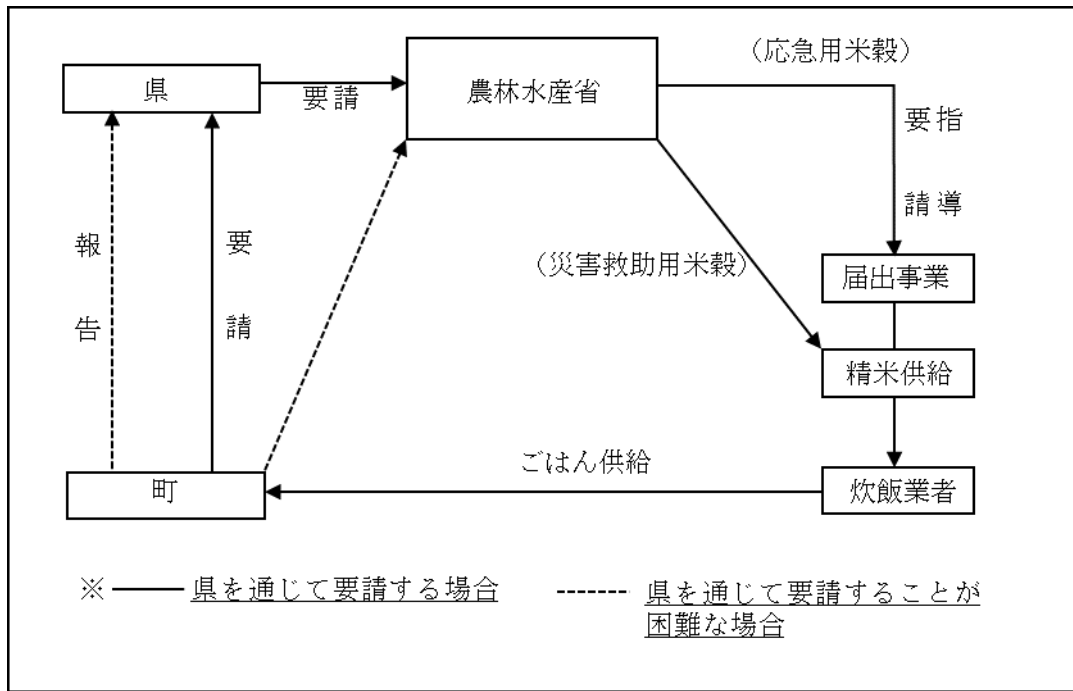 県
要請
農林水産省
（応急用米穀）
要請
指導
報告
要請
（災害救助用米穀）
届出事業
精米供給
ごはん供給
町
炊飯業者
※ 県を通じて要請する場合
県を通じて要請することが
困難な場合